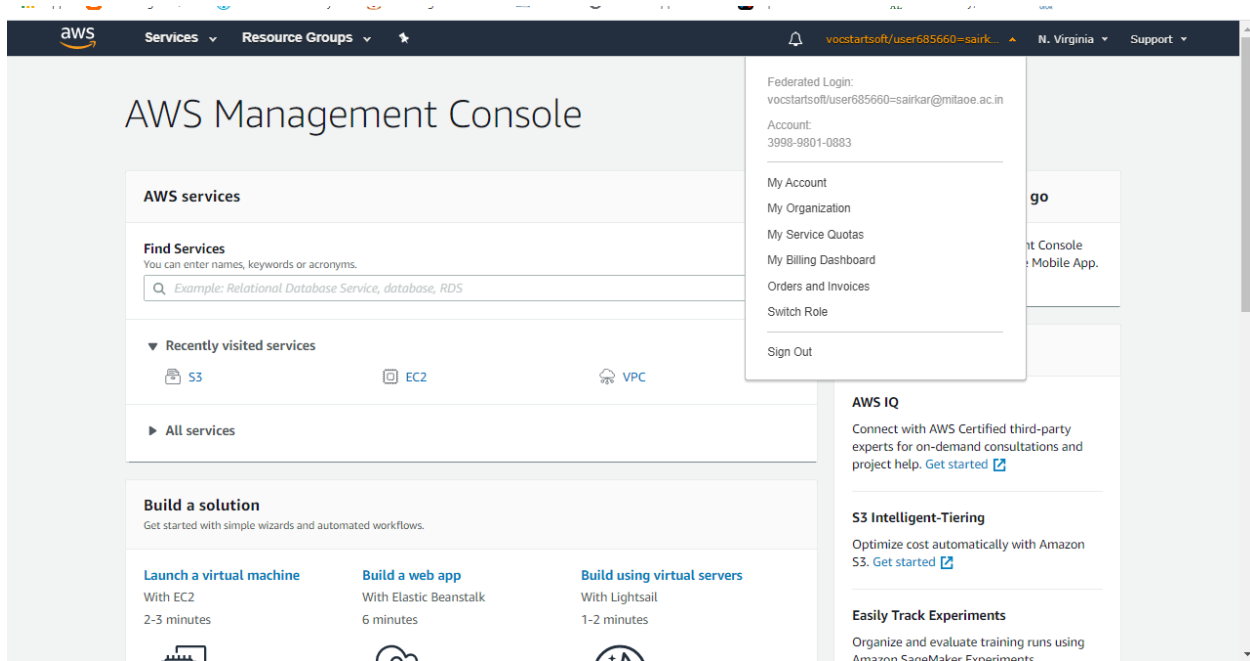 aws Services Resource Groups vocstartsoft/user685660=sairk... N. Virginia Support
Federated Login:
vocstartsoft/user685660=sairkar@mitaoe.ac.in
Account:
3998-9801-0883
My Account
My Organization
My Service Quotas
My Billing Dashboard
Orders and Invoices
Switch Role
Sign Out
AWS Management Console
AWS services
Find Services
You can enter names, keywords or acronyms.
Example: Relational Database Service, database, RDS
Recently visited services
S3 EC2 VPC
All services
Build a solution
Get started with simple wizards and automated workflows.
Launch a virtual machine
With EC2
2-3 minutes
Build a web app
With Elastic Beanstalk
6 minutes
Build using virtual servers
With Lightsail
1-2 minutes
go
Console
Mobile App.
AWS IQ
Connect with AWS Certified third-party
experts for on-demand consultations and
project help. Get started
S3 Intelligent-Tiering
Optimize cost automatically with Amazon
S3. Get started
Easily Track Experiments
Organize and evaluate training runs using
Amazon SageMaker Experiments